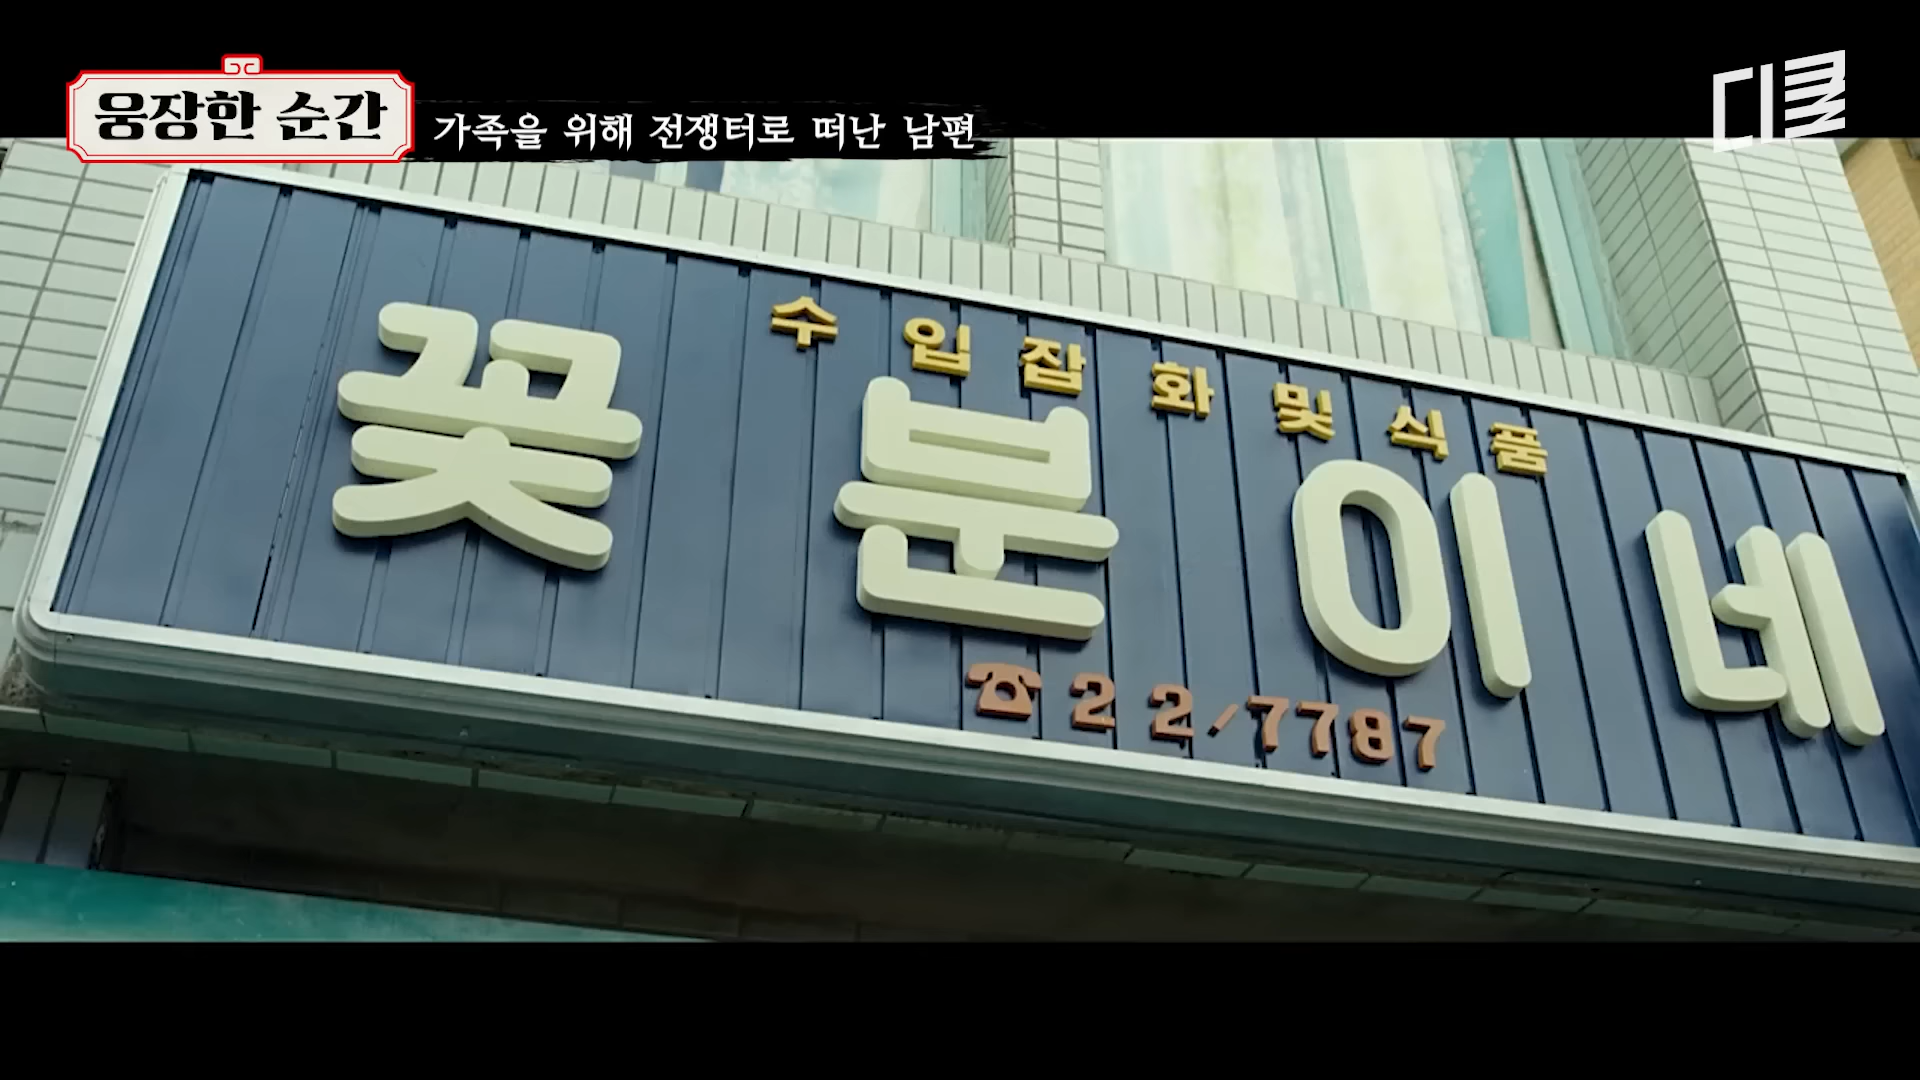 웅장한 순간
가족을 위해 전쟁터로 떠난 남편
디클
수입잡화 및 식품
꽃분이네
☎ 22/7787